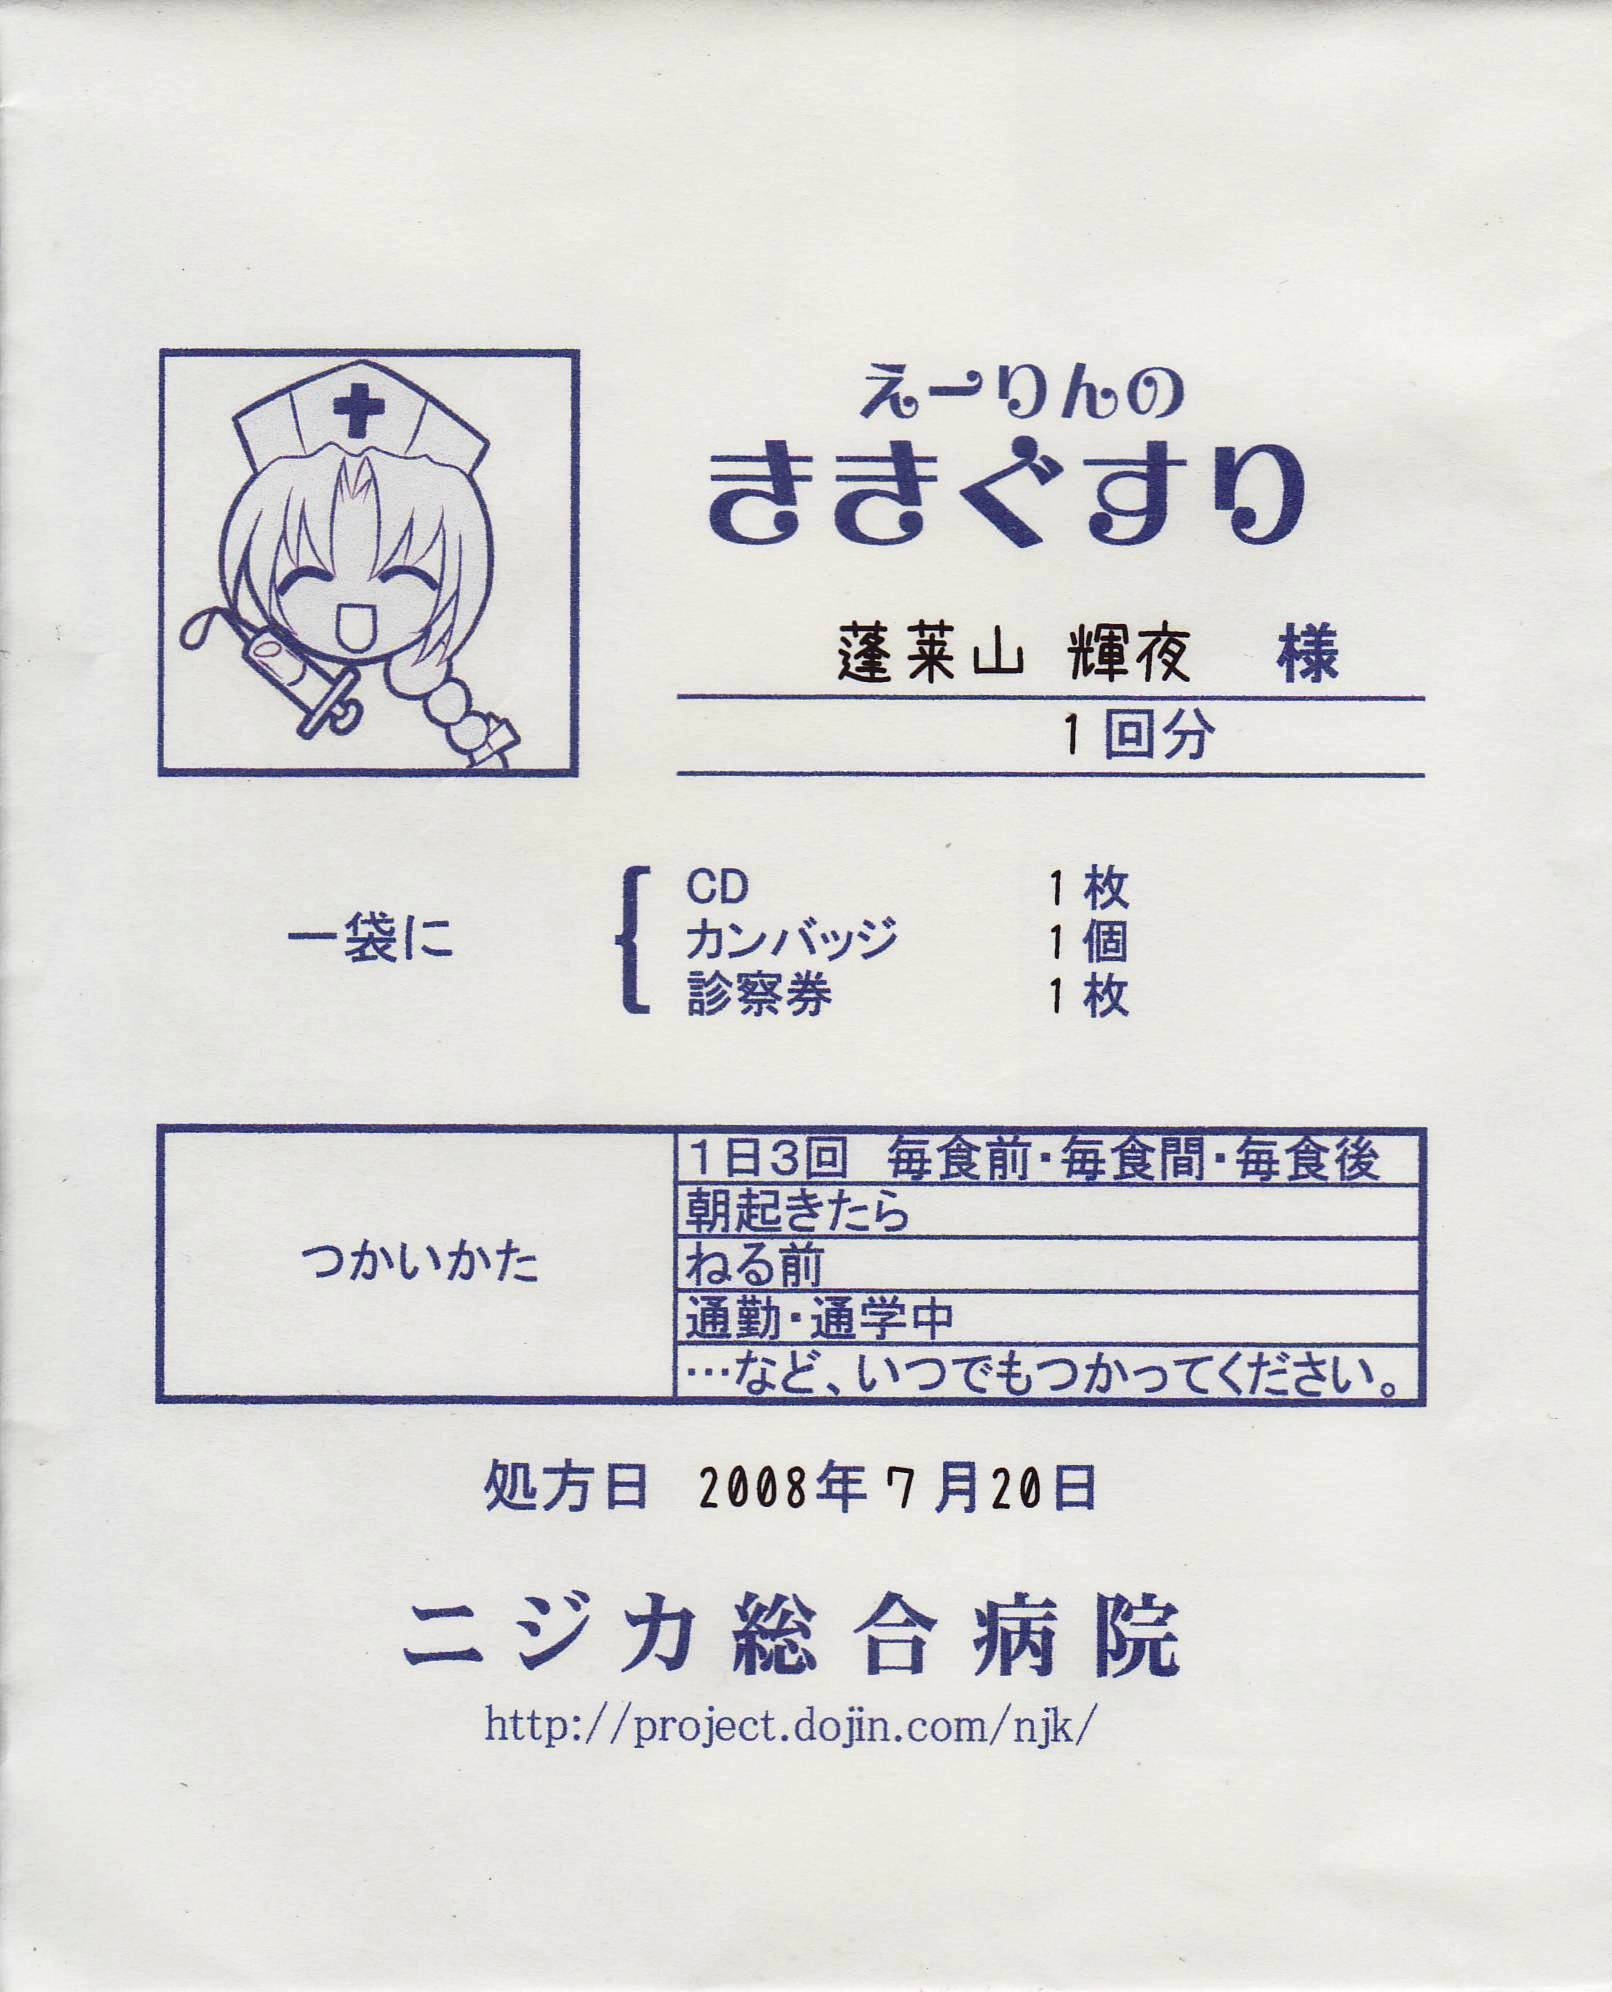 えーりんの
ききぐすり
蓬莱山 輝夜 様
1 回分
一袋に
CD 1 枚
カンバッジ 1 個
診察券 1 枚
つかいかた
1日3回 毎食前・毎食間・毎食後
朝起きたら
ねる前
通勤・通学中
…など、いつでもつかってください。
処方日 2008年7月20日
ニジカ総合病院
http://project.dojin.com/njk/